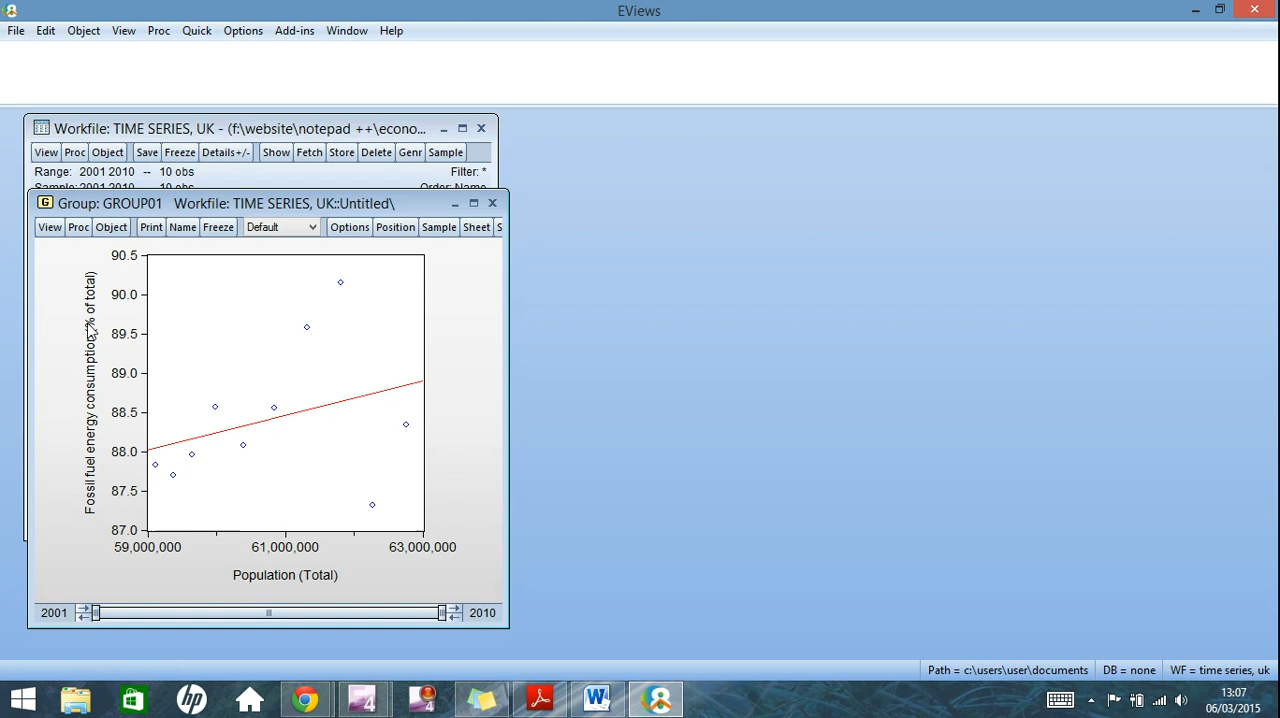 EViews
File Edit Object View Proc Quick Options Add-ins Window Help
Workfile: TIME SERIES, UK - (f:\website\notepad ++\econo...
View Proc Object Save Freeze Details+/- Show Fetch Store Delete Genr Sample
Range: 2001 2010 -- 10 obs Filter: *
Sample: 2001 2010 -- 10 obs Order: Name
G Group: GROUP01 Workfile: TIME SERIES, UK::Untitled\
View Proc Object Print Name Freeze Default Options Position Sample Sheet S
Fossil fuel energy consumption (% of total)
90.5
90.0
89.5
89.0
88.5
88.0
87.5
87.0
59,000,000 61,000,000 63,000,000
Population (Total)
2001 2010
Path = c:\users\user\documents DB = none WF = time series, uk
13:07
06/03/2015